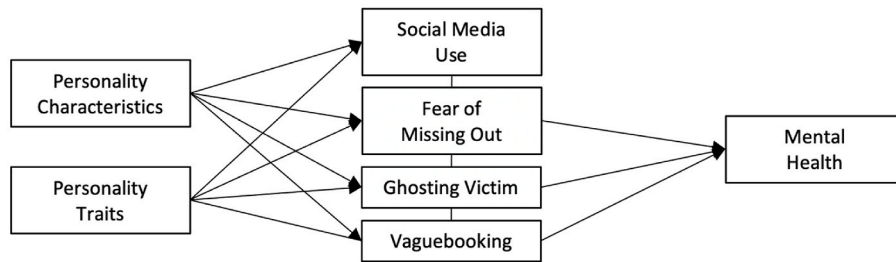 Social Media
Use
Personality
Characteristics
Fear of
Missing Out
Mental
Health
Personality
Traits
Ghosting Victim
Vaguebooking